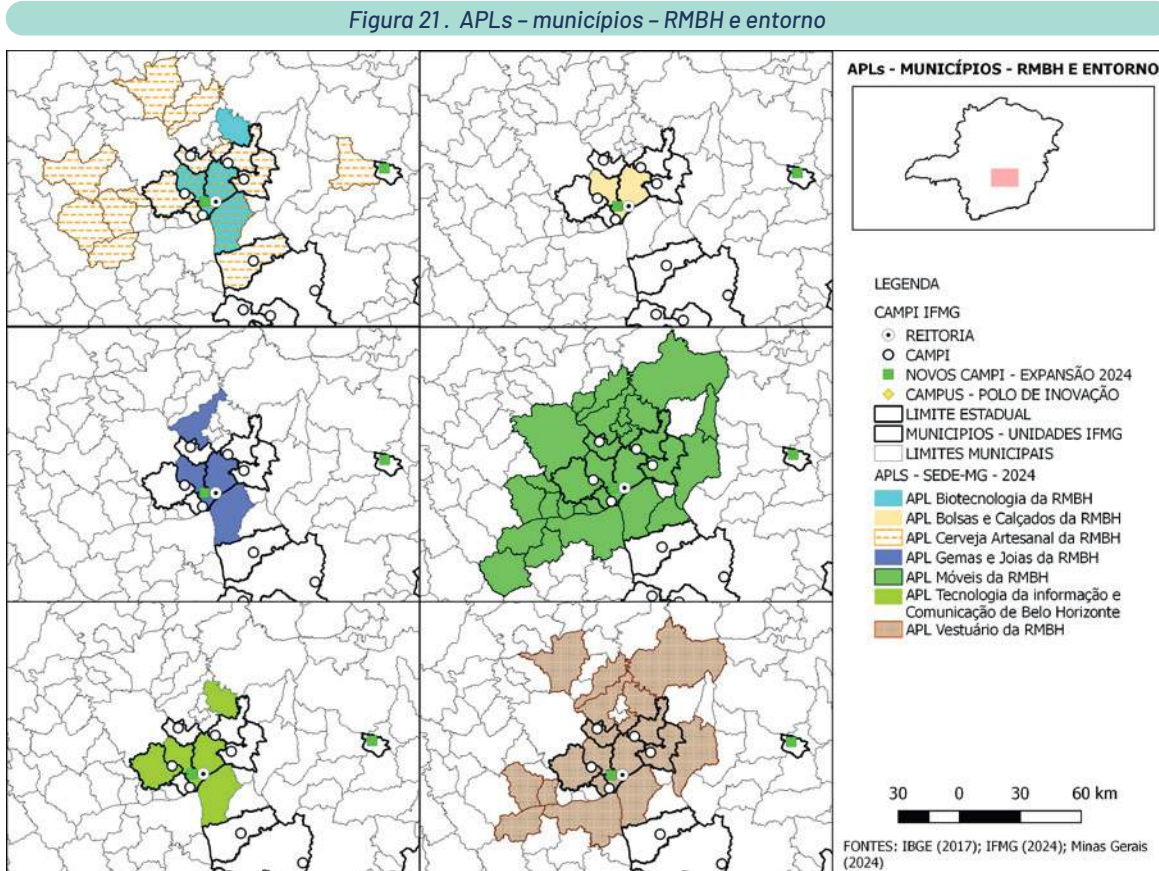 Figura 21. APLs – municípios – RMBH e entorno
APLs - MUNICÍPIOS - RMBH E ENTORNO
LEGENDA
CAMPI IFMG
REITORIA
CAMPI
NOVOS CAMPI - EXPANSÃO 2024
CAMPUS - POLO DE INOVAÇÃO
LIMITE ESTADUAL
MUNICIPIOS - UNIDADES IFMG
LIMITES MUNICIPAIS
APLS - SEDE-MG - 2024
APL Biotecnologia da RMBH
APL Bolsas e Calçados da RMBH
APL Cerveja Artesanal da RMBH
APL Gemas e Joias da RMBH
APL Móveis da RMBH
APL Tecnologia da informação e
Comunicação de Belo Horizonte
APL Vestuário da RMBH
30 0 30 60 km
FONTES: IBGE (2017); IFMG (2024); Minas Gerais
(2024)